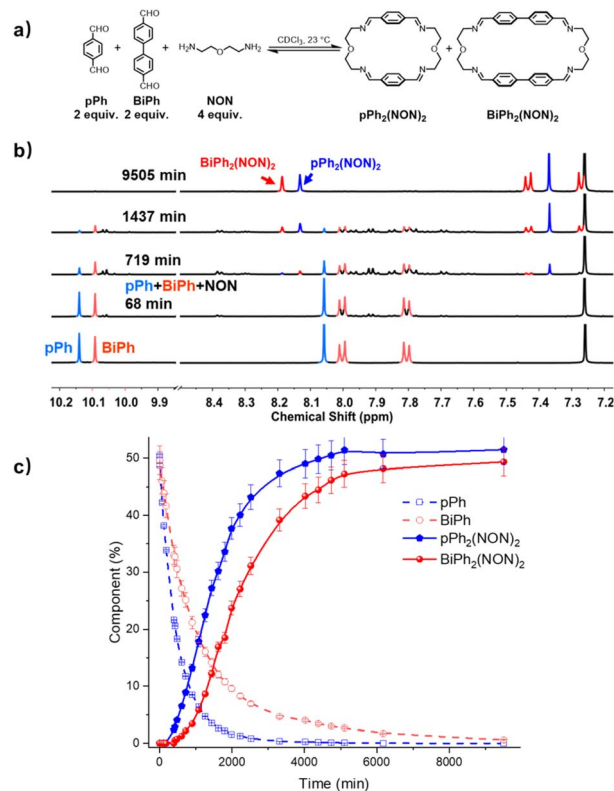 a)
CHO CHO
CHO CHO
+ + H₂N O NH₂
CDCl₃, 23 °C
N N O O N N
+
N N O O N N
pPh BiPh NON
2 equiv. 2 equiv. 4 equiv.
pPh₂(NON)₂ BiPh₂(NON)₂
b)
9505 min
BiPh₂(NON)₂ pPh₂(NON)₂
1437 min
719 min
pPh+BiPh+NON
68 min
pPh BiPh
10.2 10.1 10.0 9.9 8.4 8.3 8.2 8.1 8.0 7.9 7.8 7.7 7.6 7.5 7.4 7.3 7.2
Chemical Shift (ppm)
c)
Component (%)
50
40
30
20
10
0
pPh
BiPh
pPh₂(NON)₂
BiPh₂(NON)₂
0 2000 4000 6000 8000
Time (min)